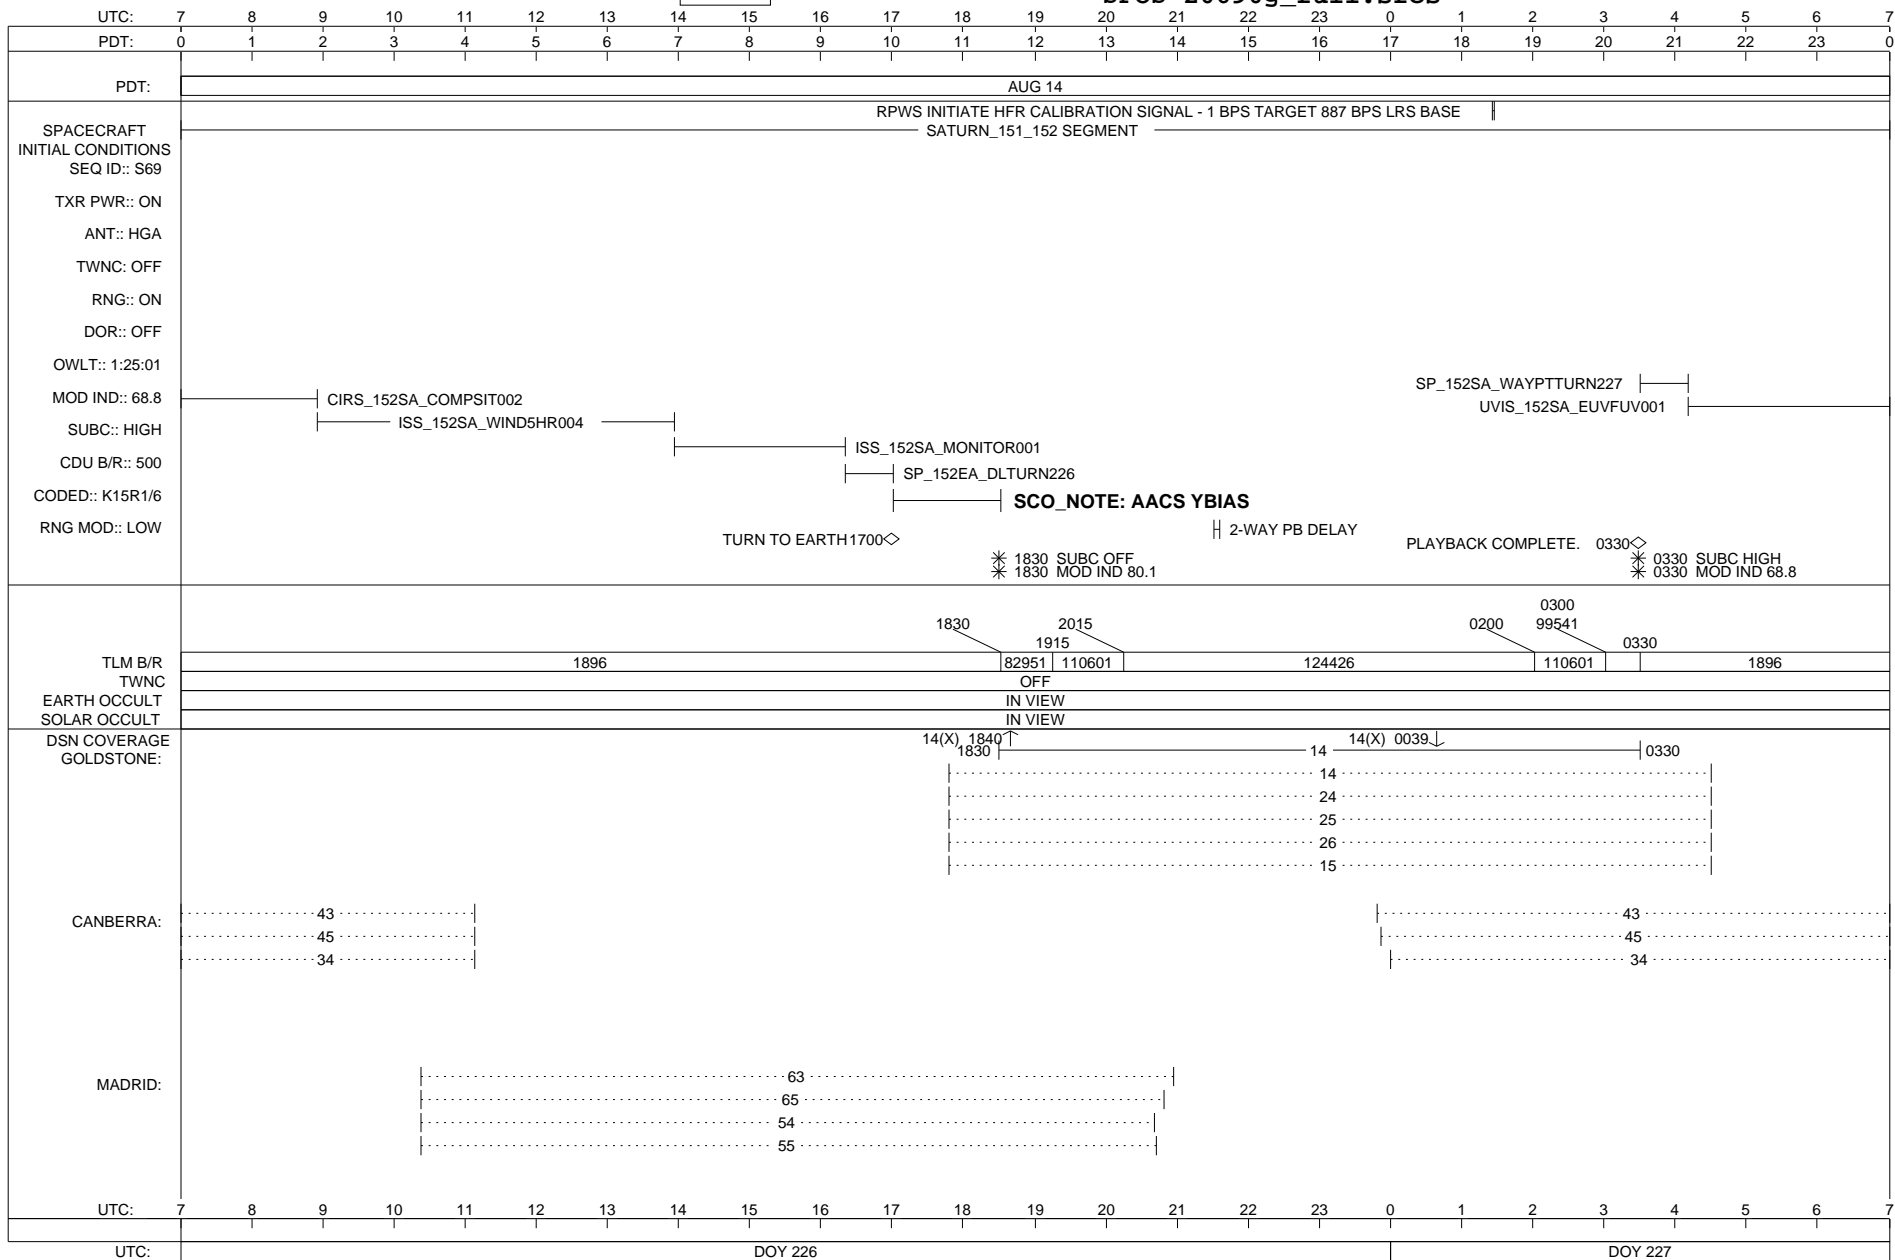 UTC: 7 8 9 10 11 12 13 14 15 16 17 18 19 20 21 22 23 0 1 2 3 4 5 6 7
PDT: 0 1 2 3 4 5 6 7 8 9 10 11 12 13 14 15 16 17 18 19 20 21 22 23 0
PDT: AUG 14
RPWS INITIATE HFR CALIBRATION SIGNAL - 1 BPS TARGET 887 BPS LRS BASE
SPACECRAFT SATURN_151_152 SEGMENT
INITIAL CONDITIONS
SEQ ID:: S69
TXR PWR:: ON
ANT:: HGA
TWNC: OFF
RNG:: ON
DOR:: OFF
OWLT:: 1:25:01
SP_152SA_WAYPTTURN227
MOD IND:: 68.8 CIRS_152SA_COMPSIT002
UVIS_152SA_EUVFUV001
ISS_152SA_WIND5HR004
SUBC:: HIGH
ISS_152SA_MONITOR001
CDU B/R:: 500
SP_152EA_DLTURN226
CODED:: K15R1/6 SCO_NOTE: AACS YBIAS
RNG MOD:: LOW 2-WAY PB DELAY
TURN TO EARTH 1700 PLAYBACK COMPLETE. 0330
1830 SUBC OFF 0330 SUBC HIGH
1830 MOD IND 80.1 0330 MOD IND 68.8
0300
1830 2015 0200 99541
1915 0330
TLM B/R 1896 82951 110601 124426 110601 1896
TWNC OFF
EARTH OCCULT IN VIEW
SOLAR OCCULT IN VIEW
DSN COVERAGE 14(X) 1840 14(X) 0039
GOLDSTONE: 1830 14 0330
14
24
25
26
15
CANBERRA: 43 43
45 45
34 34
MADRID: 63
65
54
55
UTC: 7 8 9 10 11 12 13 14 15 16 17 18 19 20 21 22 23 0 1 2 3 4 5 6 7
UTC: DOY 226 DOY 227